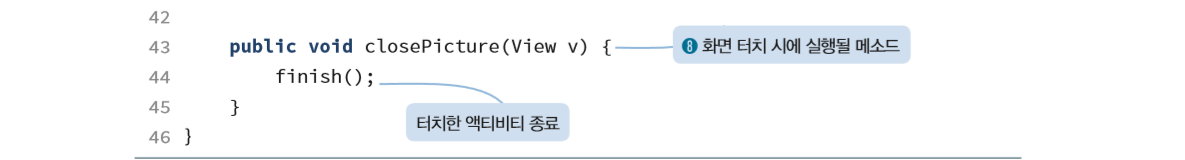 42
43 public void closePicture(View v) { ❽ 화면 터치 시에 실행될 메소드
44 finish();
45 }
터치한 액티비티 종료
46 }